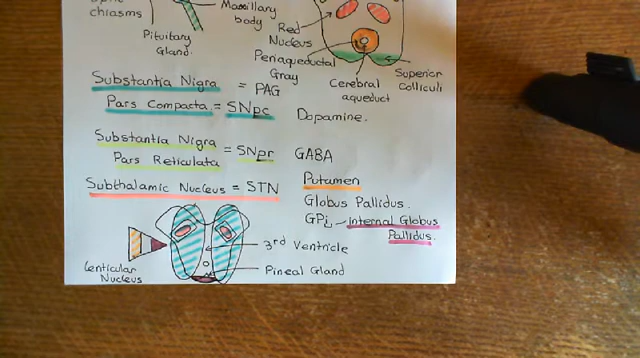 chiasms
Mamillary
body
Pituitary
Gland.
Red
Nucleus
Periaqueductal
Gray
Cerebral
aqueduct
Superior
Colliculi
Substantia Nigra
Pars Compacta = SNpc
= PAG
Dopamine.
Substantia Nigra
Pars Reticulata
= SNpr
GABA
Subthalamic Nucleus = STN
Putamen
Globus Pallidus.
GPi - Internal Globus
Pallidus.
3rd Ventricle
Pineal Gland
Lenticular
Nucleus